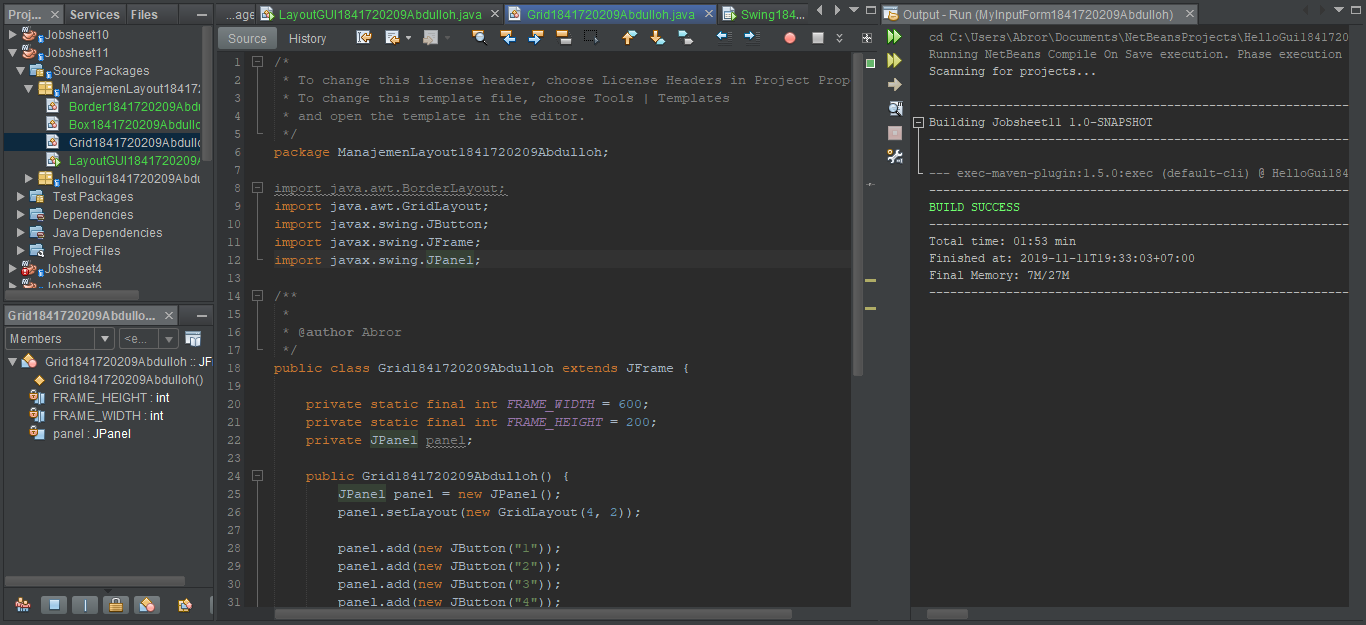 Proj...
Services
Files
Jobsheet10
Jobsheet11
Source Packages
ManajemenLayout184172
Border1841720209Abdu
Box1841720209Abdullo
Grid1841720209Abdullo
LayoutGUI1841720209A
hellogui1841720209Abdu
Test Packages
Dependencies
Java Dependencies
Project Files
Jobsheet4
Jobsheet6
Grid1841720209Abdullo...
Members
<e...
Grid1841720209Abdulloh :: JF
Grid1841720209Abdulloh()
FRAME_HEIGHT : int
FRAME_WIDTH : int
panel : JPanel
...age
LayoutGUI1841720209Abdulloh.java
Grid1841720209Abdulloh.java
Swing184...
Source
History
1 /*
2 * To change this license header, choose License Headers in Project Prop
3 * To change this template file, choose Tools | Templates
4 * and open the template in the editor.
5 */
6 package ManajemenLayout1841720209Abdulloh;
7
8 import java.awt.BorderLayout;
9 import java.awt.GridLayout;
10 import javax.swing.JButton;
11 import javax.swing.JFrame;
12 import javax.swing.JPanel;
13
14 /**
15 *
16 * @author Abror
17 */
18 public class Grid1841720209Abdulloh extends JFrame {
19
20 private static final int FRAME_WIDTH = 600;
21 private static final int FRAME_HEIGHT = 200;
22 private JPanel panel;
23
24 public Grid1841720209Abdulloh() {
25 JPanel panel = new JPanel();
26 panel.setLayout(new GridLayout(4, 2));
27
28 panel.add(new JButton("1"));
29 panel.add(new JButton("2"));
30 panel.add(new JButton("3"));
31 panel.add(new JButton("4"));
Output - Run (MyInputForm1841720209Abdulloh)
cd C:\Users\Abror\Documents\NetBeansProjects\HelloGui184172
Running NetBeans Compile On Save execution. Phase execution
Scanning for projects...
------------------------------------------------------------
Building Jobsheet11 1.0-SNAPSHOT
------------------------------------------------------------
--- exec-maven-plugin:1.5.0:exec (default-cli) @ HelloGui184
------------------------------------------------------------
BUILD SUCCESS
------------------------------------------------------------
Total time: 01:53 min
Finished at: 2019-11-11T19:33:03+07:00
Final Memory: 7M/27M
------------------------------------------------------------